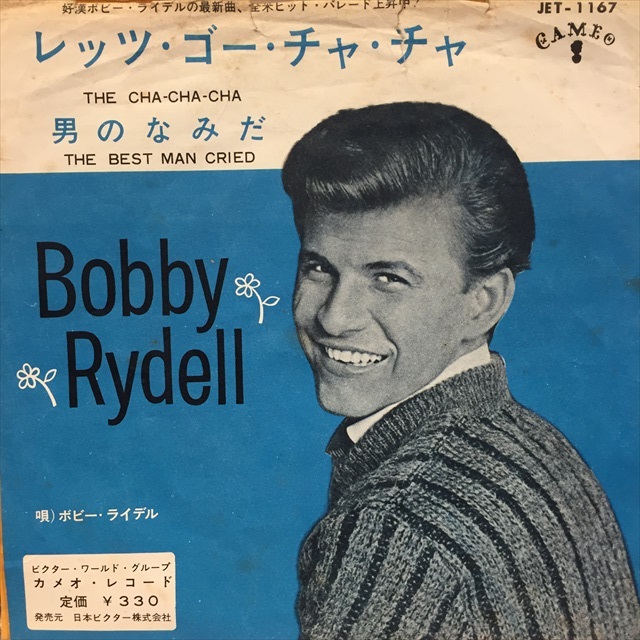 好漢ボビー・ライデルの最新曲、全米ヒット・パレード上昇中!
JET-1167
CAMEO
レッツ・ゴー・チャ・チャ
THE CHA-CHA-CHA
男のなみだ
THE BEST MAN CRIED
Bobby
Rydell
唄)ボビー・ライデル
ビクター・ワールド・グループ
カメオ・レコード
定価 ¥330
発売元 日本ビクター株式会社